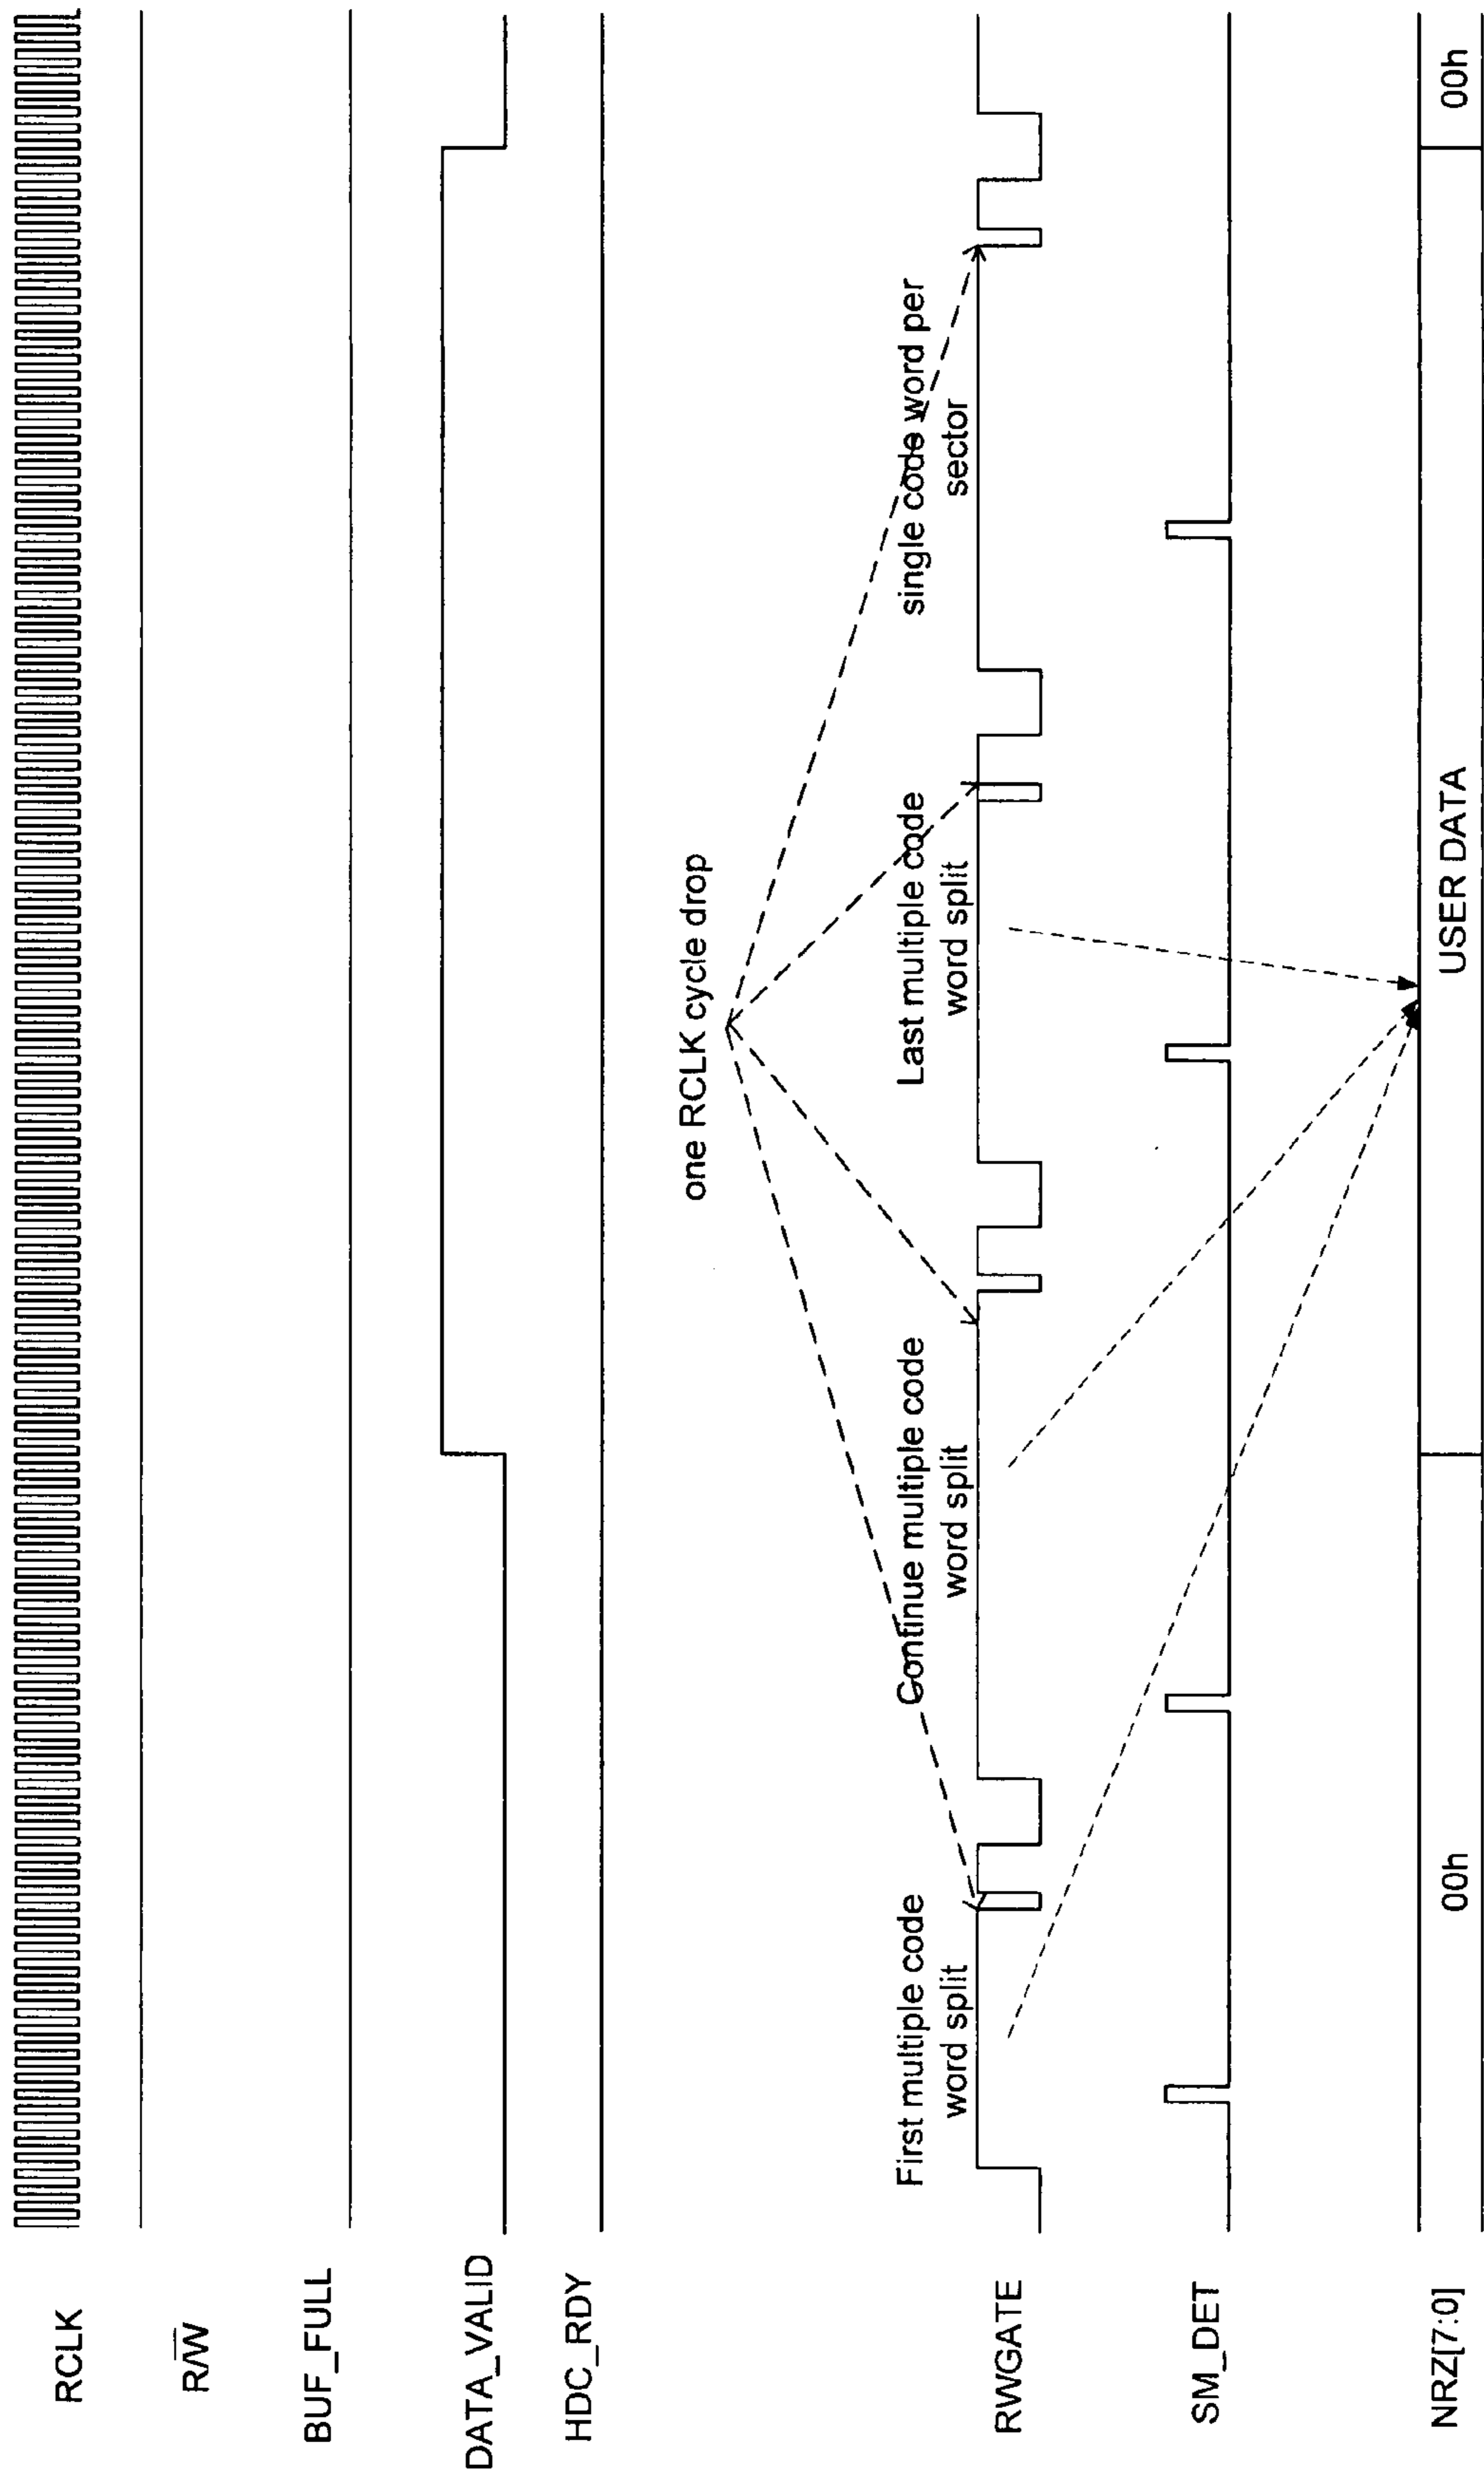 RCLK
R/W̅
BUF_FULL
DATA_VALID
HDC_RDY
one RCLK cycle drop
First multiple code
word split
Continue multiple code
word split
Last multiple code
word split
single code word per
sector
RWGATE
SM_DET
NRZ[7:0]
00h
USER DATA
00h